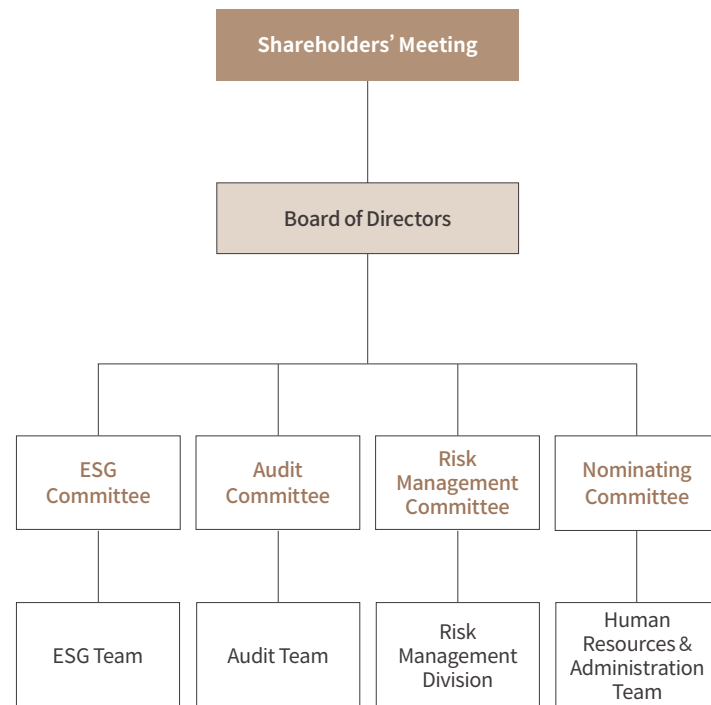 Shareholders’ Meeting
Board of Directors
ESG
Committee
Audit
Committee
Risk
Management
Committee
Nominating
Committee
ESG Team
Audit Team
Risk
Management
Division
Human
Resources &
Administration
Team